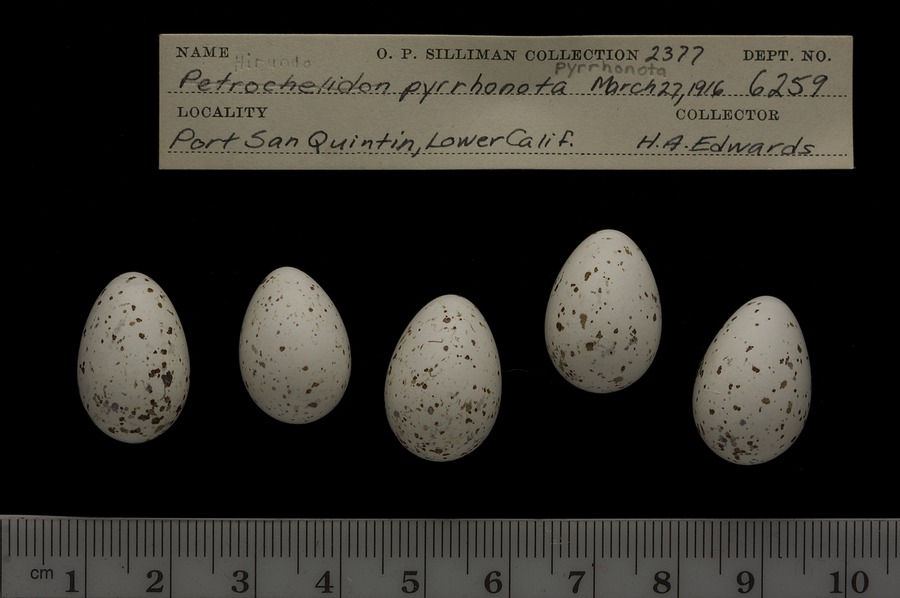 NAME Hirundo O. P. SILLIMAN COLLECTION 2377 DEPT. NO.
pyrrhonota
Petrochelidon pyrrhonota March 27, 1916 6259
LOCALITY COLLECTOR
Port San Quintin, Lower Calif. H.A. Edwards
cm 1 2 3 4 5 6 7 8 9 10